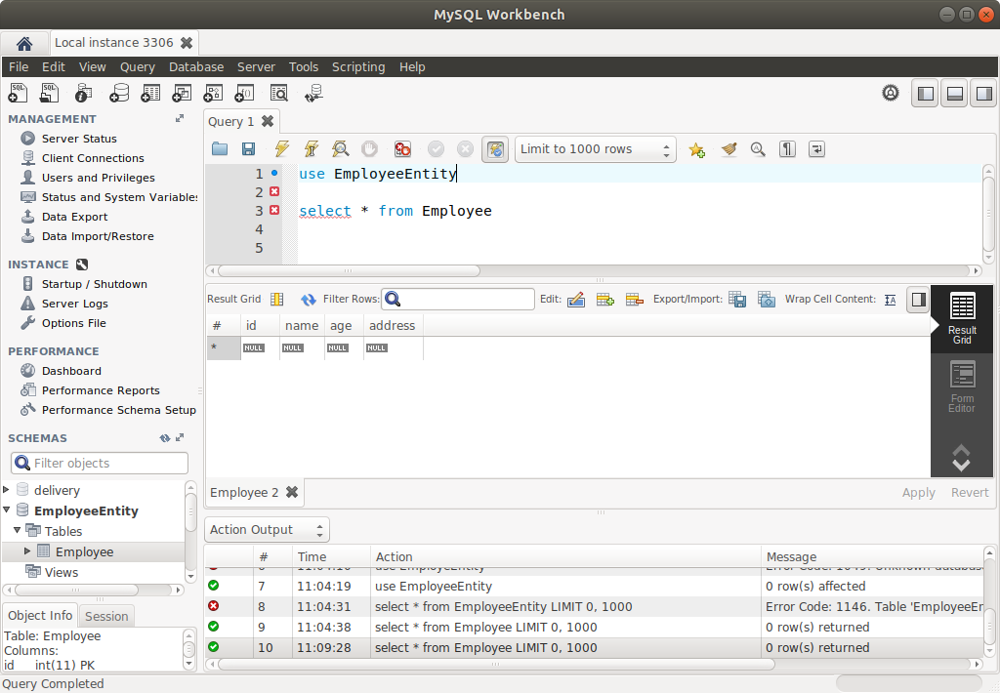 MySQL Workbench
Local instance 3306
File Edit View Query Database Server Tools Scripting Help
MANAGEMENT
Server Status
Client Connections
Users and Privileges
Status and System Variables
Data Export
Data Import/Restore
INSTANCE
Startup / Shutdown
Server Logs
Options File
PERFORMANCE
Dashboard
Performance Reports
Performance Schema Setup
SCHEMAS
Filter objects
delivery
EmployeeEntity
Tables
Employee
Views
Object Info Session
Table: Employee
Columns:
id int(11) PK
Query 1
Limit to 1000 rows
1 use EmployeeEntity
2
3 select * from Employee
4
5
Result Grid Filter Rows: Edit: Export/Import: Wrap Cell Content:
# id name age address
* NULL NULL NULL NULL
Result
Grid
Form
Editor
Employee 2 Apply Revert
Action Output
# Time Action Message
7 11:04:19 use EmployeeEntity 0 row(s) affected
8 11:04:31 select * from EmployeeEntity LIMIT 0, 1000 Error Code: 1146. Table 'EmployeeEr
9 11:04:38 select * from Employee LIMIT 0, 1000 0 row(s) returned
10 11:09:28 select * from Employee LIMIT 0, 1000 0 row(s) returned
Query Completed